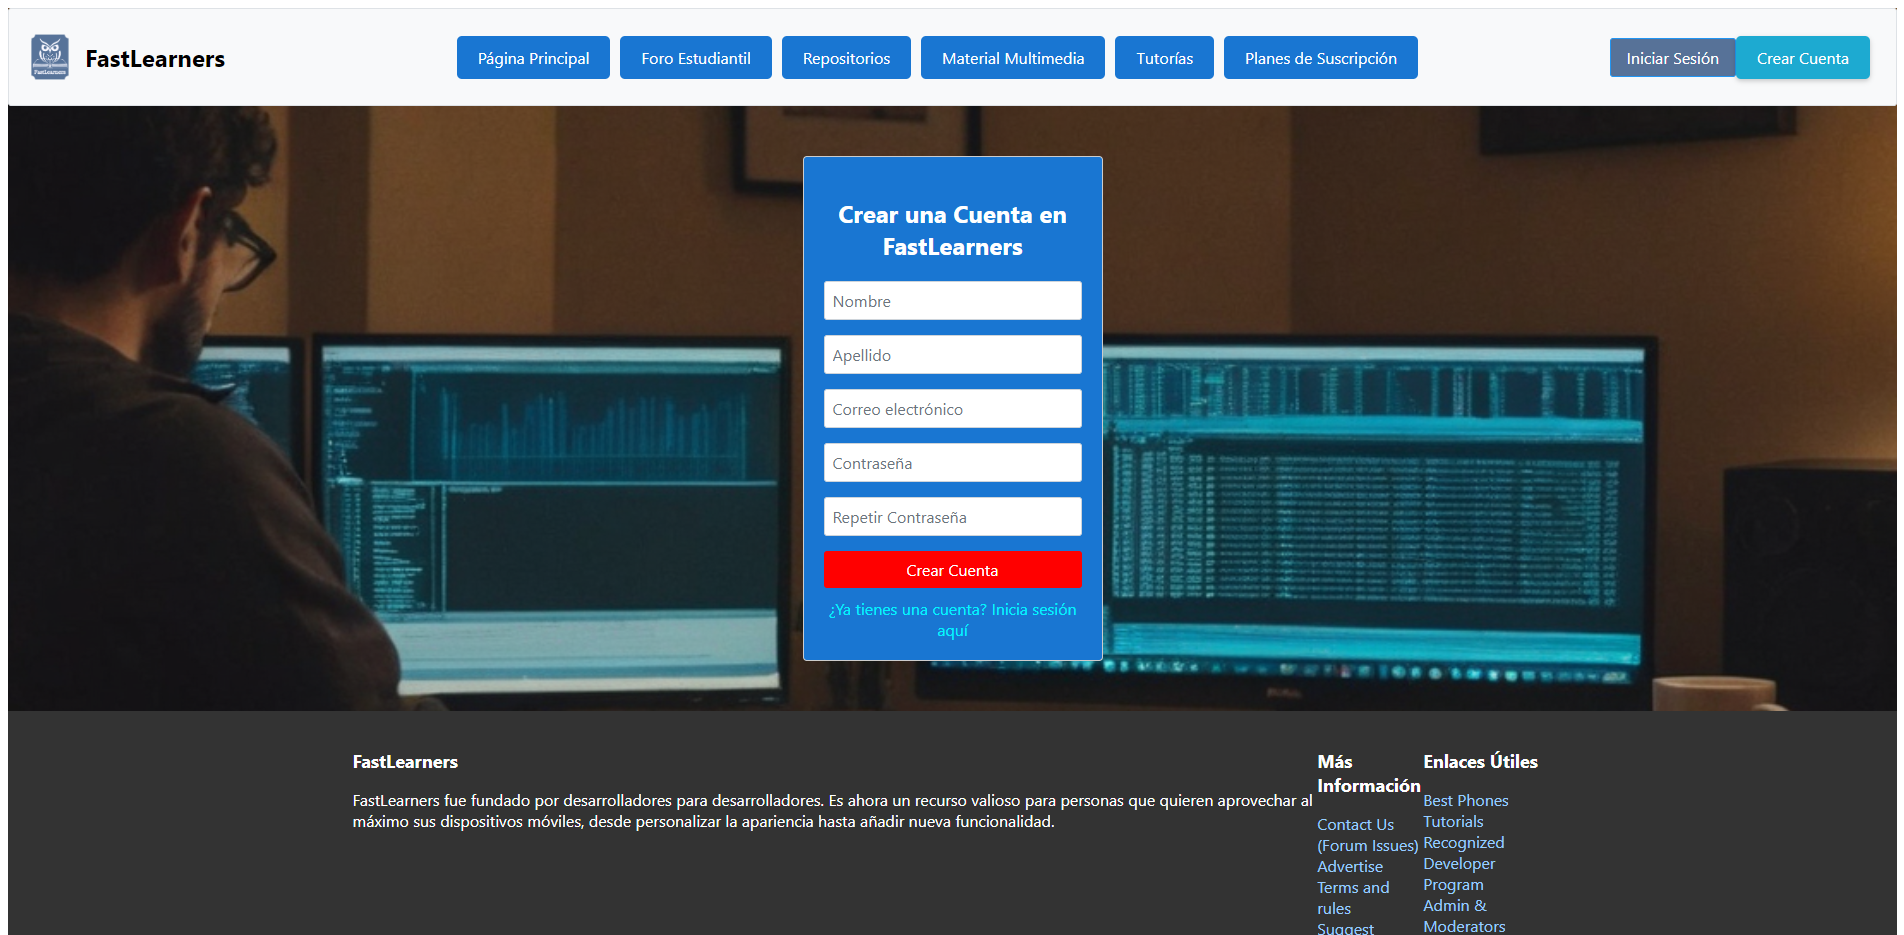 FastLearners
FastLearners
Página Principal
Foro Estudiantil
Repositorios
Material Multimedia
Tutorías
Planes de Suscripción
Iniciar Sesión
Crear Cuenta
Crear una Cuenta en
FastLearners
Nombre
Apellido
Correo electrónico
Contraseña
Repetir Contraseña
Crear Cuenta
¿Ya tienes una cuenta? Inicia sesión
aquí
FastLearners
FastLearners fue fundado por desarrolladores para desarrolladores. Es ahora un recurso valioso para personas que quieren aprovechar al
máximo sus dispositivos móviles, desde personalizar la apariencia hasta añadir nueva funcionalidad.
Más
Información
Contact Us
(Forum Issues)
Advertise
Terms and
rules
Suggest
Enlaces Útiles
Best Phones
Tutorials
Recognized
Developer
Program
Admin &
Moderators